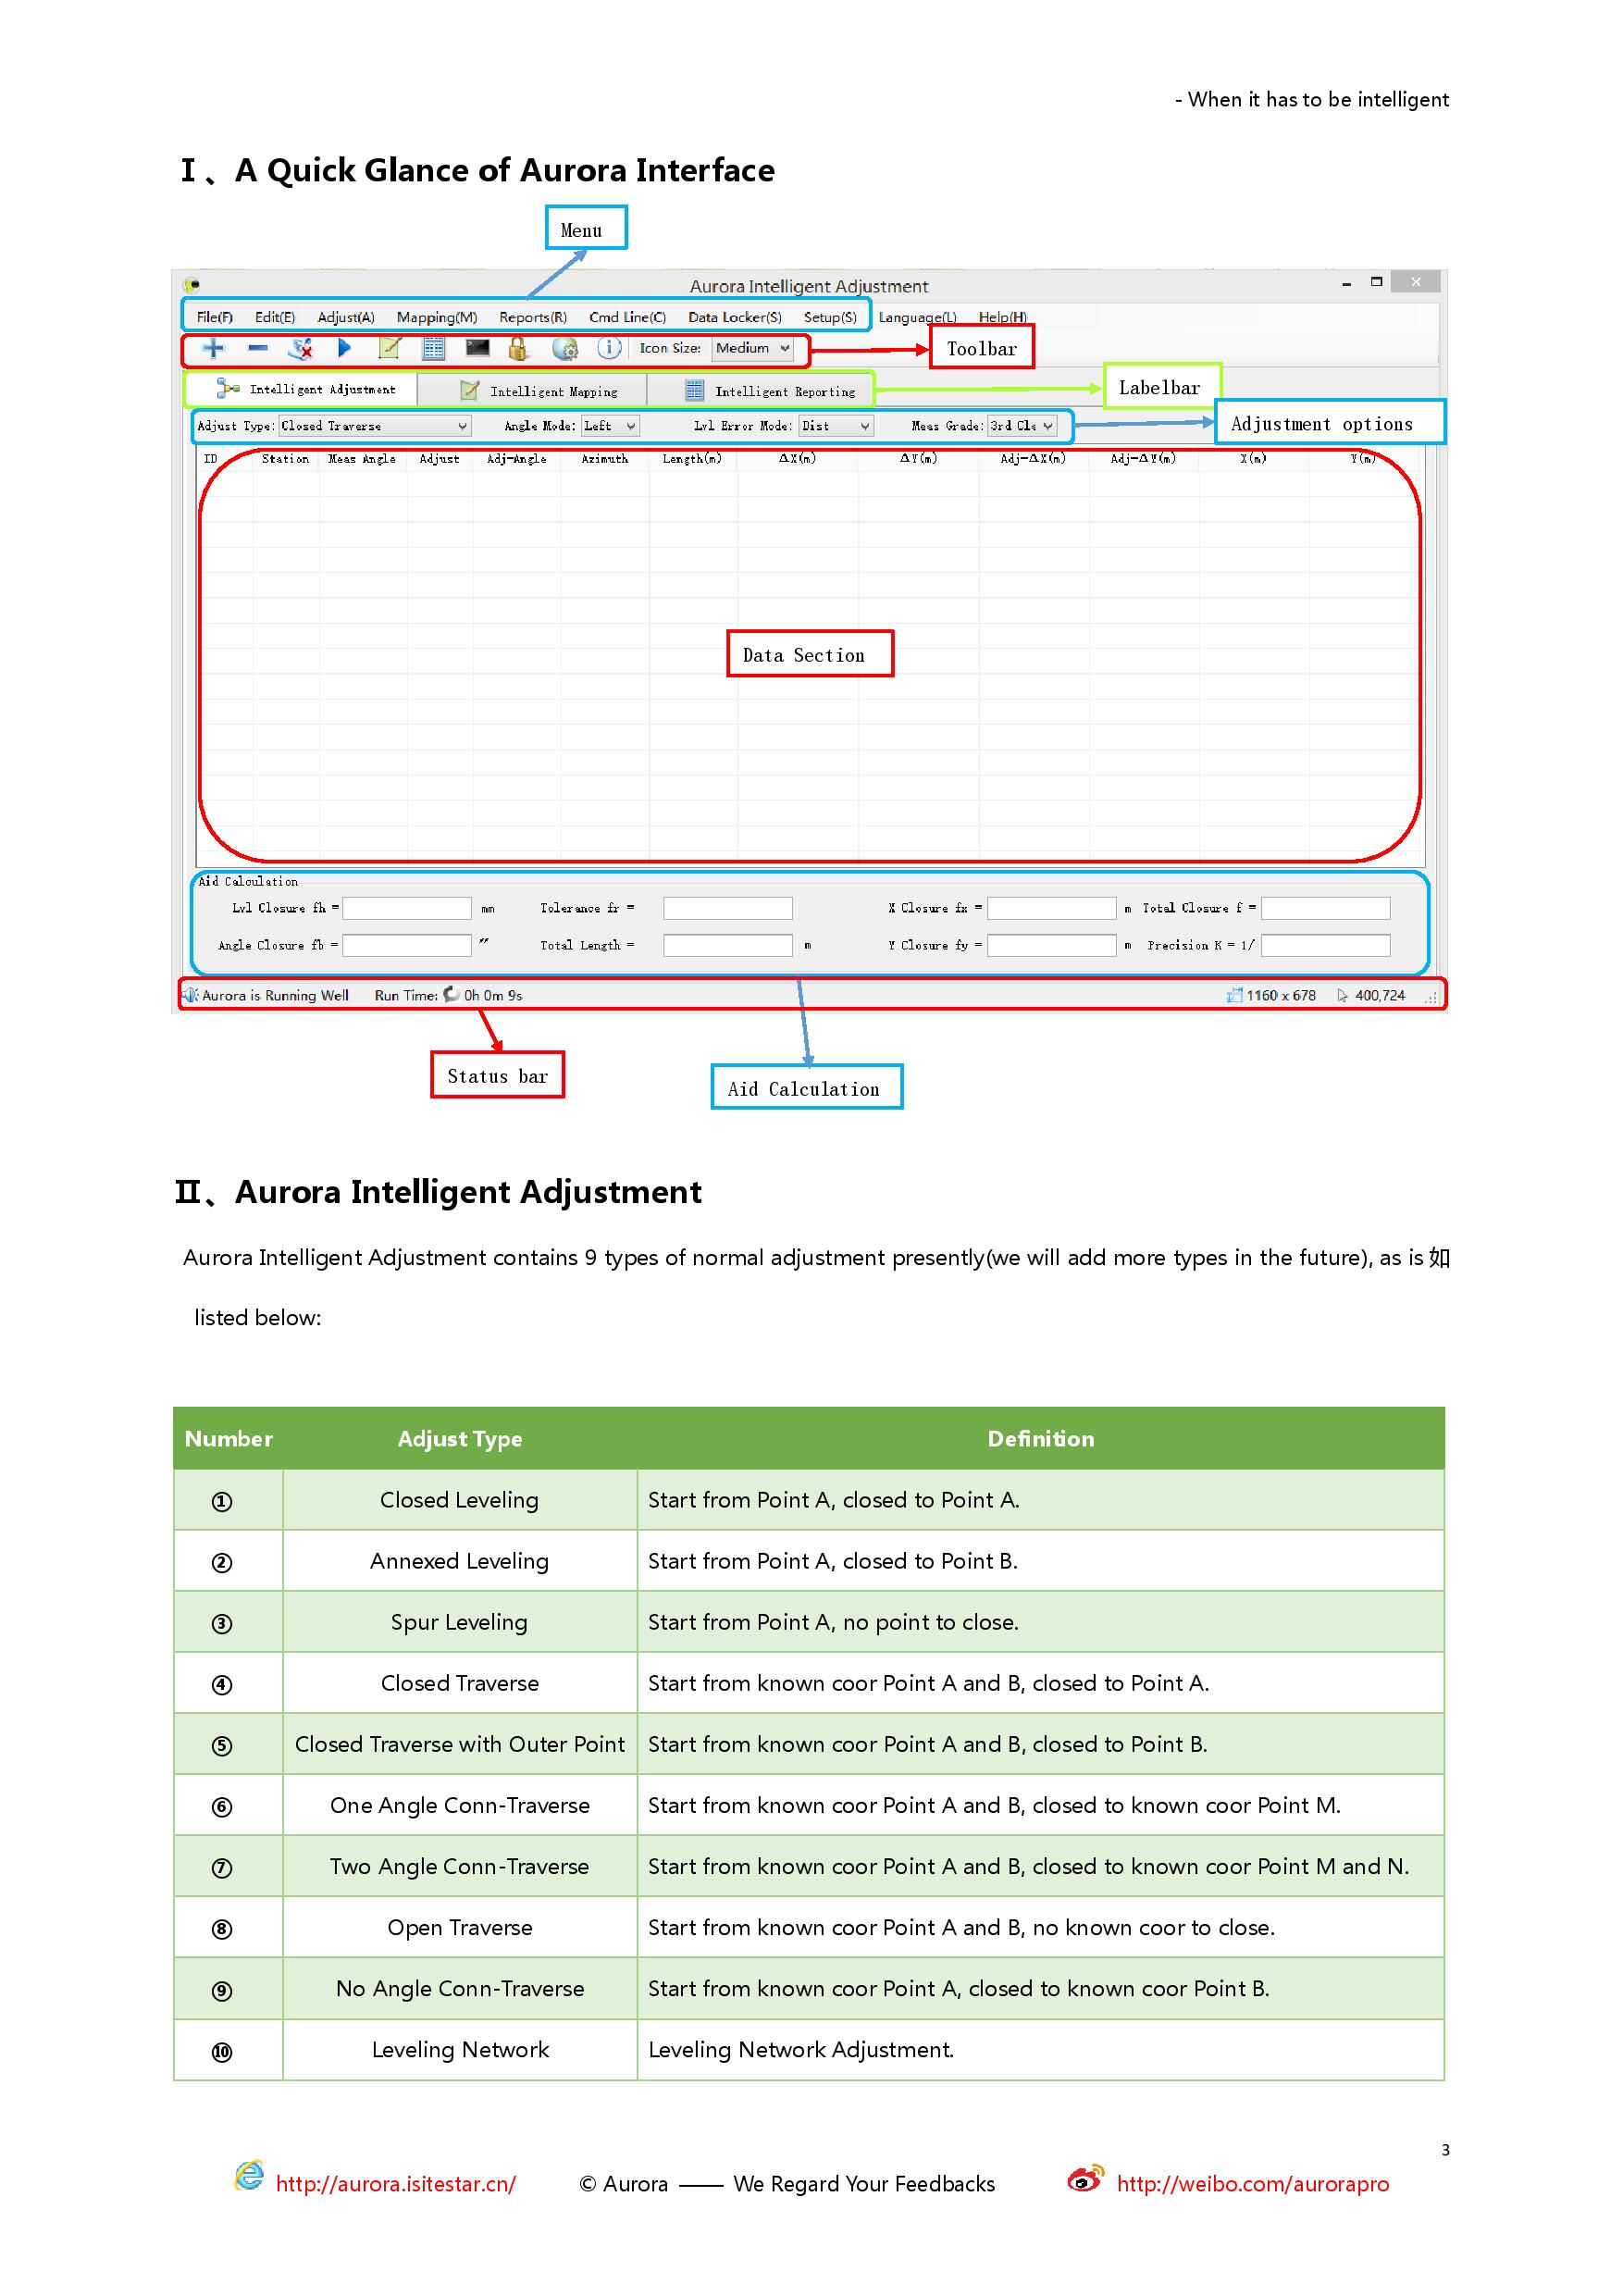 - When it has to be intelligent
Ⅰ、A Quick Glance of Aurora Interface
Menu
Aurora Intelligent Adjustment
File(F) Edit(E) Adjust(A) Mapping(M) Reports(R) Cmd Line(C) Data Locker(S) Setup(S) Language(L) Help(H)
Icon Size: Medium
Toolbar
Intelligent Adjustment Intelligent Mapping Intelligent Reporting
Labelbar
Adjust Type: Closed Traverse Angle Mode: Left Lvl Error Mode: Dist Meas Grade: 3rd Cl
Adjustment options
ID Station Meas Angle Adjust Adj-Angle Azimuth Length(m) ΔX(m) ΔY(m) Adj-ΔX(m) Adj-ΔY(m) X(m) Y(m)
Data Section
Aid Calculation
Lvl Closure fh = mm Tolerance fr = X Closure fx = m Total Closure f =
Angle Closure fb = ″ Total Length = m Y Closure fy = m Precision K = 1/
Aurora is Running Well Run Time: 0h 0m 9s 1160 x 678 400,724
Status bar
Aid Calculation
Ⅱ、Aurora Intelligent Adjustment
Aurora Intelligent Adjustment contains 9 types of normal adjustment presently(we will add more types in the future), as is 如
listed below:
Number Adjust Type Definition
① Closed Leveling Start from Point A, closed to Point A.
② Annexed Leveling Start from Point A, closed to Point B.
③ Spur Leveling Start from Point A, no point to close.
④ Closed Traverse Start from known coor Point A and B, closed to Point A.
⑤ Closed Traverse with Outer Point Start from known coor Point A and B, closed to Point B.
⑥ One Angle Conn-Traverse Start from known coor Point A and B, closed to known coor Point M.
⑦ Two Angle Conn-Traverse Start from known coor Point A and B, closed to known coor Point M and N.
⑧ Open Traverse Start from known coor Point A and B, no known coor to close.
⑨ No Angle Conn-Traverse Start from known coor Point A, closed to known coor Point B.
⑩ Leveling Network Leveling Network Adjustment.
3
http://aurora.isitestar.cn/ © Aurora —— We Regard Your Feedbacks http://weibo.com/aurorapro